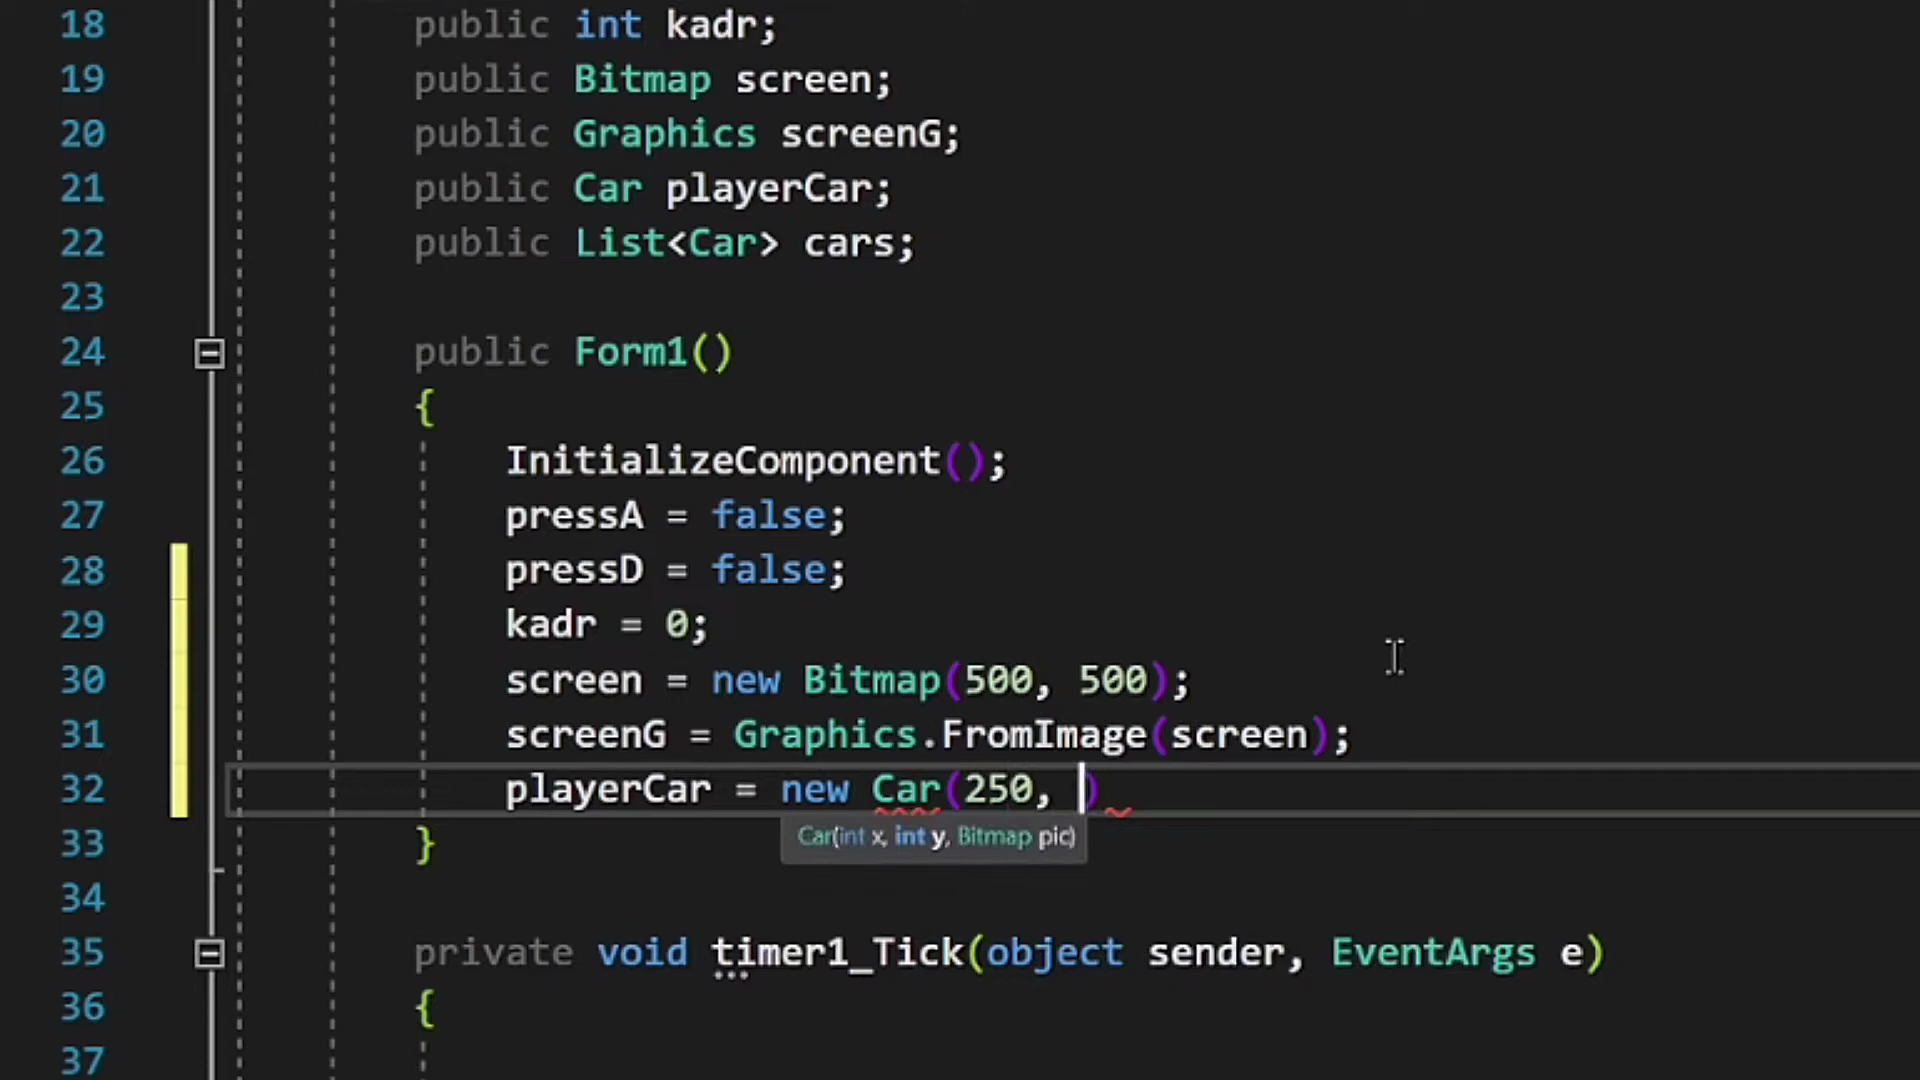 18 public int kadr;
19 public Bitmap screen;
20 public Graphics screenG;
21 public Car playerCar;
22 public List<Car> cars;
23
24 public Form1()
25 {
26 InitializeComponent();
27 pressA = false;
28 pressD = false;
29 kadr = 0;
30 screen = new Bitmap(500, 500);
31 screenG = Graphics.FromImage(screen);
32 playerCar = new Car(250, )
Car(int x, int y, Bitmap pic)
33 }
34
35 private void timer1_Tick(object sender, EventArgs e)
36 {
37